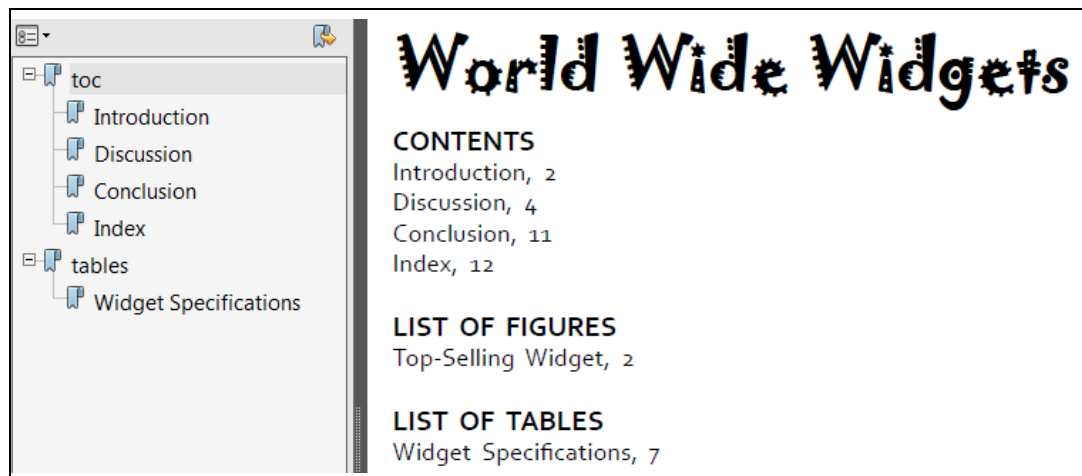 toc
Introduction
Discussion
Conclusion
Index
tables
Widget Specifications
World Wide Widgets
CONTENTS
Introduction, 2
Discussion, 4
Conclusion, 11
Index, 12
LIST OF FIGURES
Top-Selling Widget, 2
LIST OF TABLES
Widget Specifications, 7